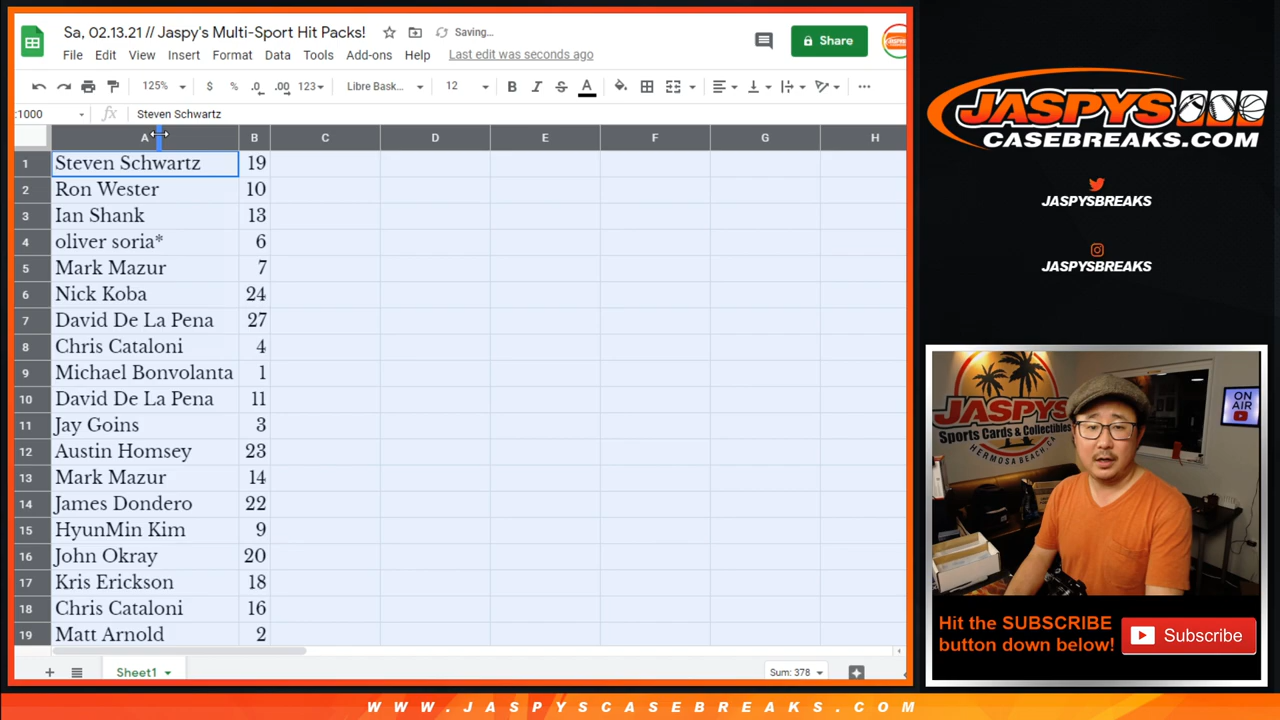 Sa, 02.13.21 // Jaspy's Multi-Sport Hit Packs!
Saving...
File Edit View Insert Format Data Tools Add-ons Help
Last edit was seconds ago
Share
125%
$ % .0 .00 123
Libre Bask...
12
B I S A
:1000
fx
Steven Schwartz
A B C D E F G H
1 Steven Schwartz 19
2 Ron Wester 10
3 Ian Shank 13
4 oliver soria* 6
5 Mark Mazur 7
6 Nick Koba 24
7 David De La Pena 27
8 Chris Cataloni 4
9 Michael Bonvolanta 1
10 David De La Pena 11
11 Jay Goins 3
12 Austin Homsey 23
13 Mark Mazur 14
14 James Dondero 22
15 HyunMin Kim 9
16 John Okray 20
17 Kris Erickson 18
18 Chris Cataloni 16
19 Matt Arnold 2
Sheet1
Sum: 378
JASPYS
CASEBREAKS.COM
JASPYSBREAKS
JASPYSBREAKS
JASPYS
Sports Cards & Collectibles
HERMOSA BEACH, CA
ON
AIR
Hit the SUBSCRIBE
button down below!
Subscribe
WWW.JASPYSCASEBREAKS.COM